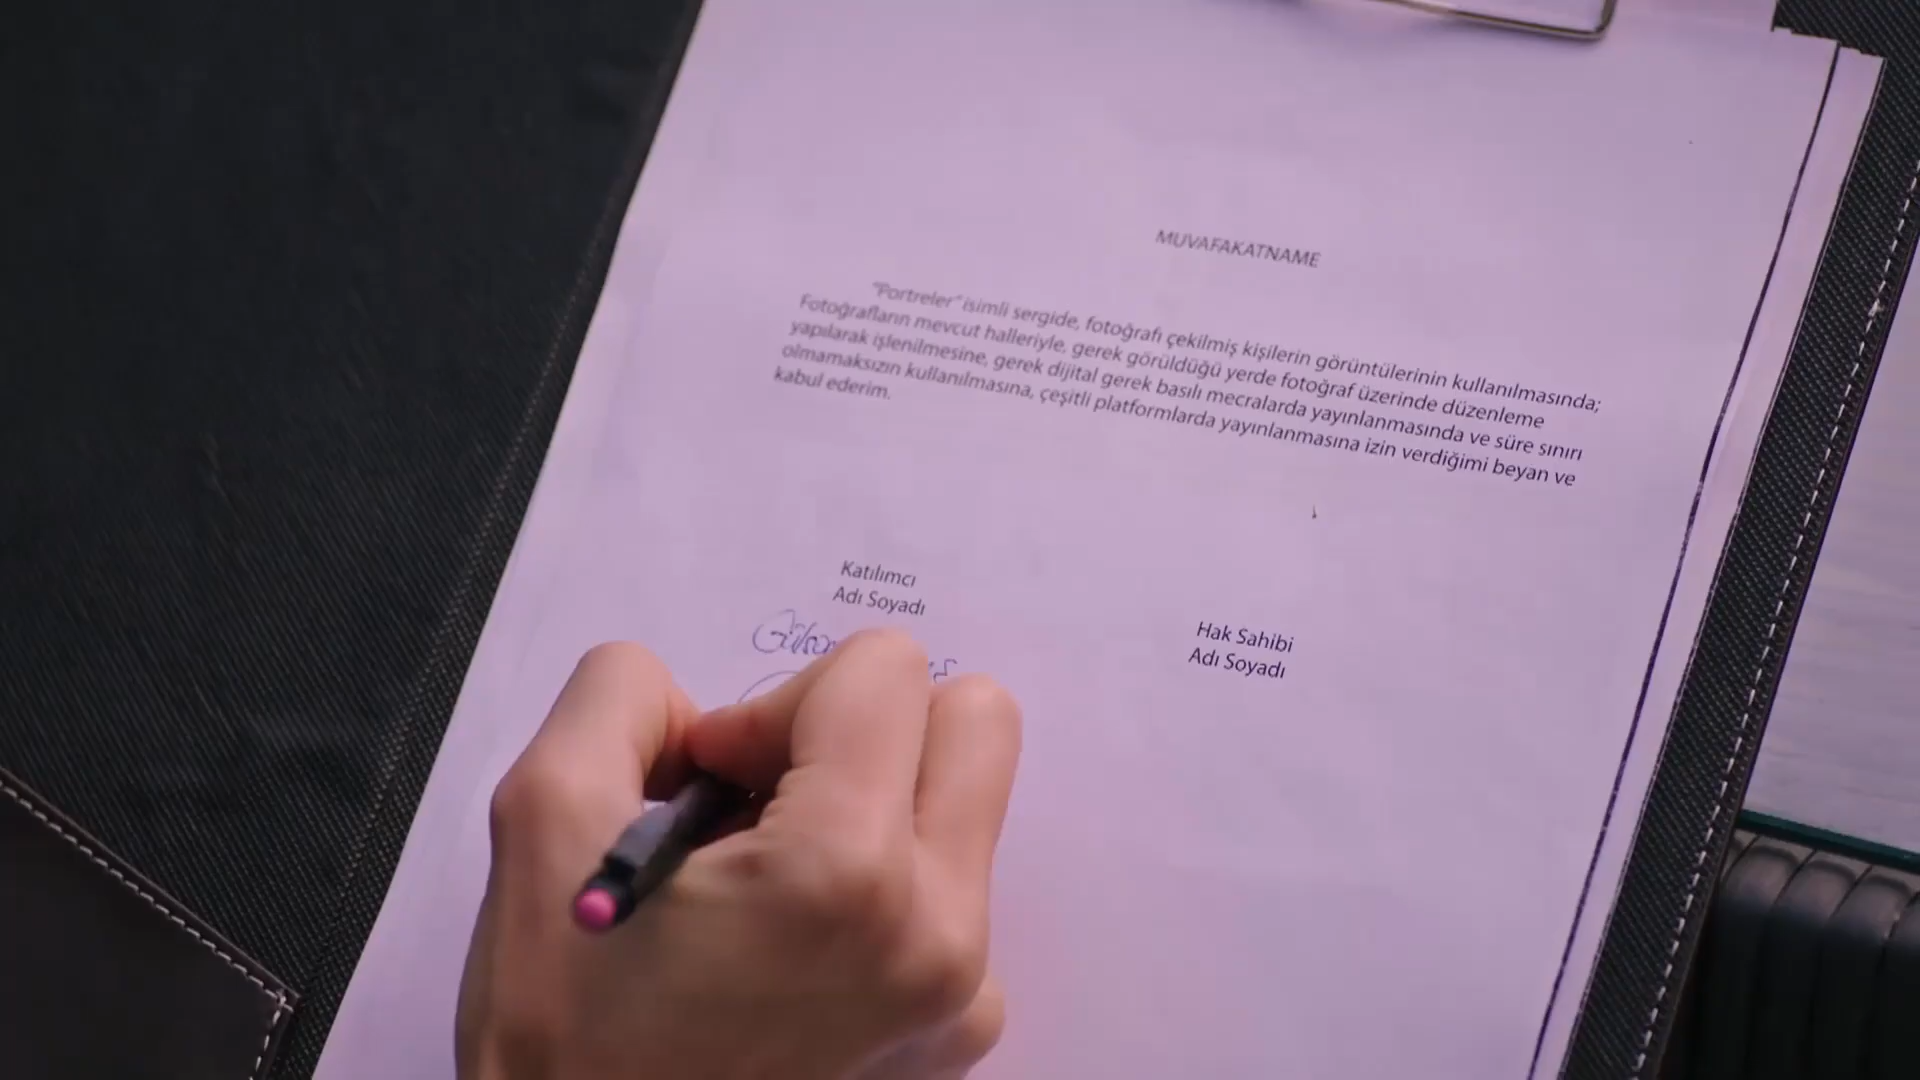 MUVAFAKATNAME
"Portreler" isimli sergide, fotoğrafı çekilmiş kişilerin görüntülerinin kullanılmasında;
Fotoğrafların mevcut halleriyle, gerek görüldüğü yerde fotoğraf üzerinde düzenleme
yapılarak işlenilmesine, gerek dijital gerek basılı mecralarda yayınlanmasında ve süre sınırı
olmamaksızın kullanılmasına, çeşitli platformlarda yayınlanmasına izin verdiğimi beyan ve
kabul ederim.
Katılımcı
Adı Soyadı
Hak Sahibi
Adı Soyadı